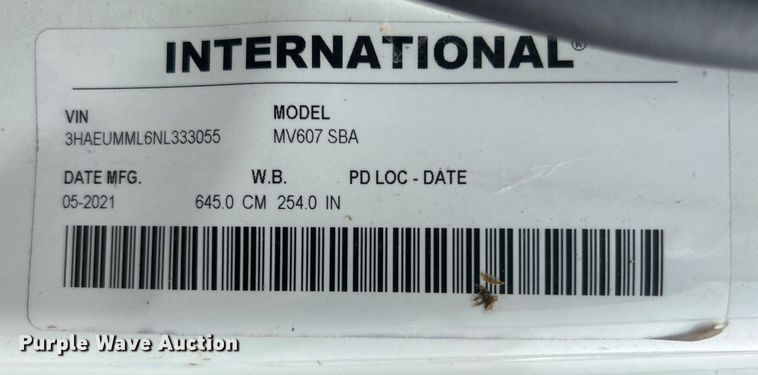 INTERNATIONAL®
VIN MODEL
3HAEUMML6NL333055 MV607 SBA
DATE MFG. W.B. PD LOC - DATE
05-2021 645.0 CM 254.0 IN
Purple Wave Auction